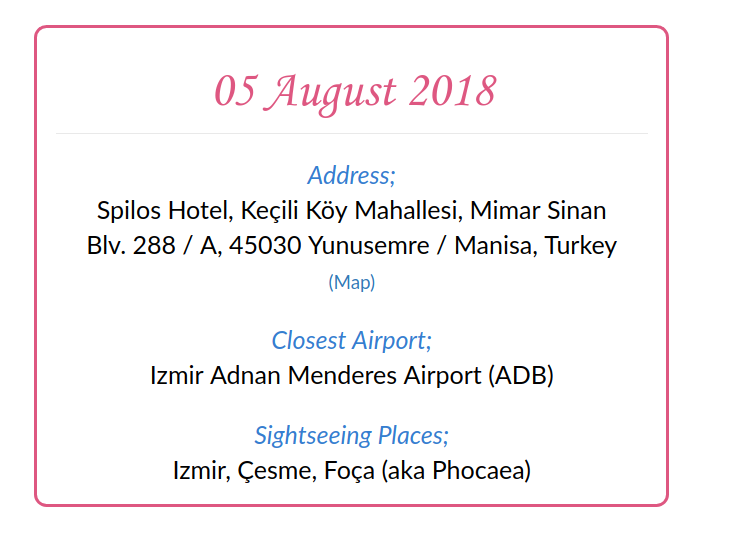 05 August 2018
Address;
Spilos Hotel, Keçili Köy Mahallesi, Mimar Sinan
Blv. 288 / A, 45030 Yunusemre / Manisa, Turkey
(Map)
Closest Airport;
Izmir Adnan Menderes Airport (ADB)
Sightseeing Places;
Izmir, Çesme, Foça (aka Phocaea)